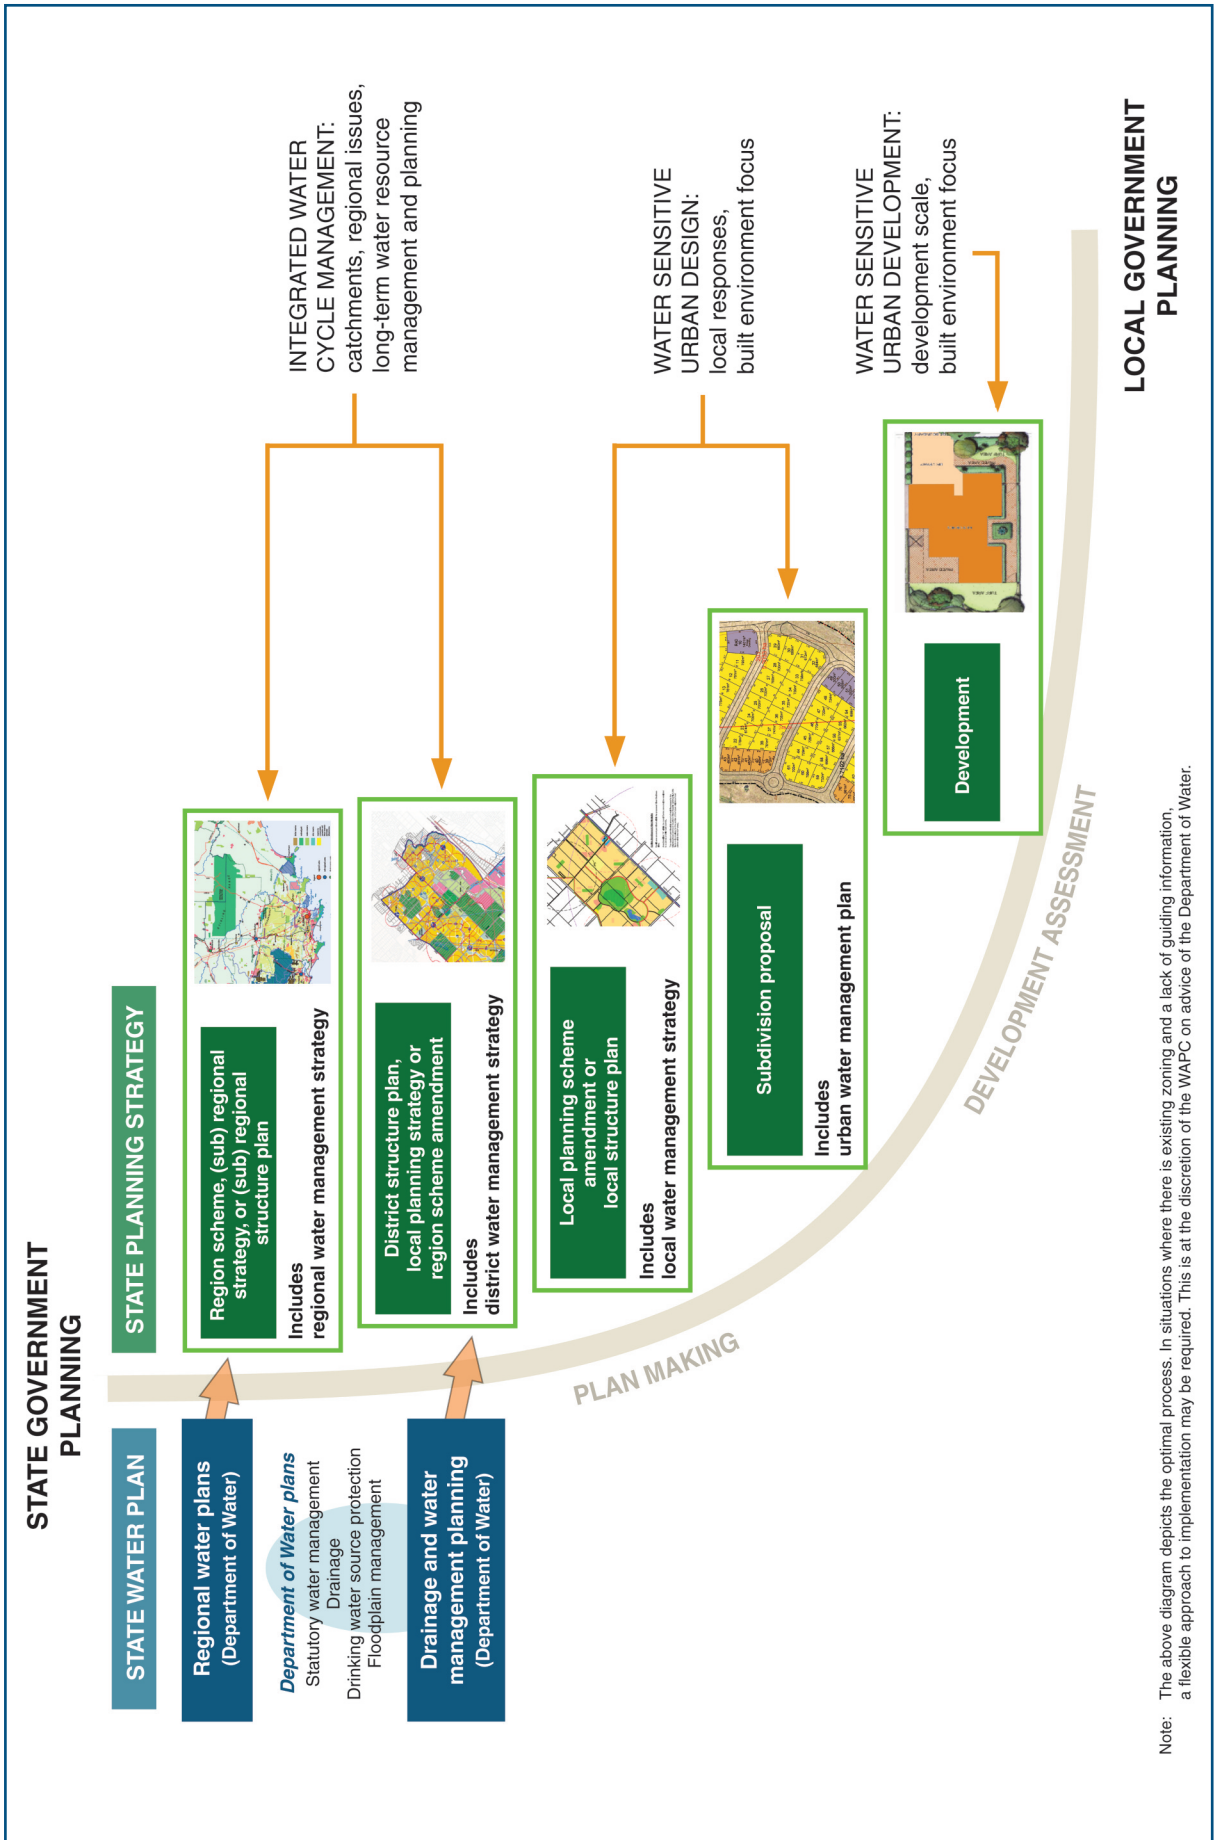 STATE GOVERNMENT
PLANNING
STATE WATER PLAN
STATE PLANNING STRATEGY
Regional water plans
(Department of Water)
Department of Water plans
Statutory water management
Drainage
Drinking water source protection
Floodplain management
Drainage and water
management planning
(Department of Water)
Region scheme, (sub) regional
strategy, or (sub) regional
structure plan
Includes
regional water management strategy
District structure plan,
local planning strategy or
region scheme amendment
Includes
district water management strategy
Local planning scheme
amendment or
local structure plan
Includes
local water management strategy
Subdivision proposal
Includes
urban water management plan
Development
INTEGRATED WATER
CYCLE MANAGEMENT:
catchments, regional issues,
long-term water resource
management and planning
WATER SENSITIVE
URBAN DESIGN:
local responses,
built environment focus
WATER SENSITIVE
URBAN DEVELOPMENT:
development scale,
built environment focus
PLAN MAKING
DEVELOPMENT ASSESSMENT
LOCAL GOVERNMENT
PLANNING
Note: The above diagram depicts the optimal process. In situations where there is existing zoning and a lack of guiding information,
a flexible approach to implementation may be required. This is at the discretion of the WAPC on advice of the Department of Water.